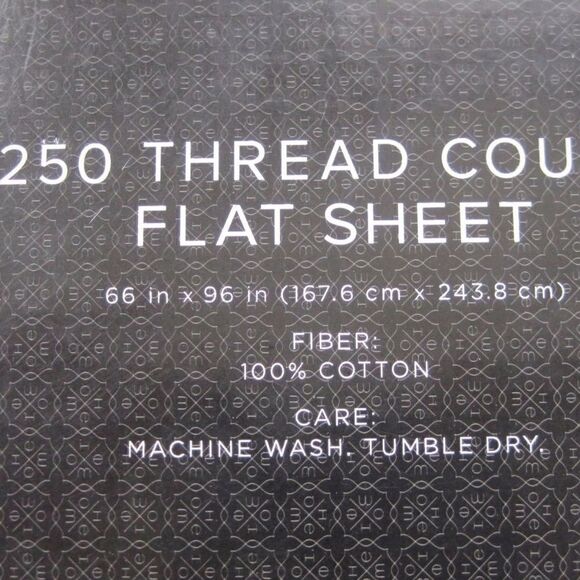 250 THREAD COU
FLAT SHEET
66 in x 96 in (167.6 cm x 243.8 cm)
FIBER:
100% COTTON
CARE:
MACHINE WASH. TUMBLE DRY.